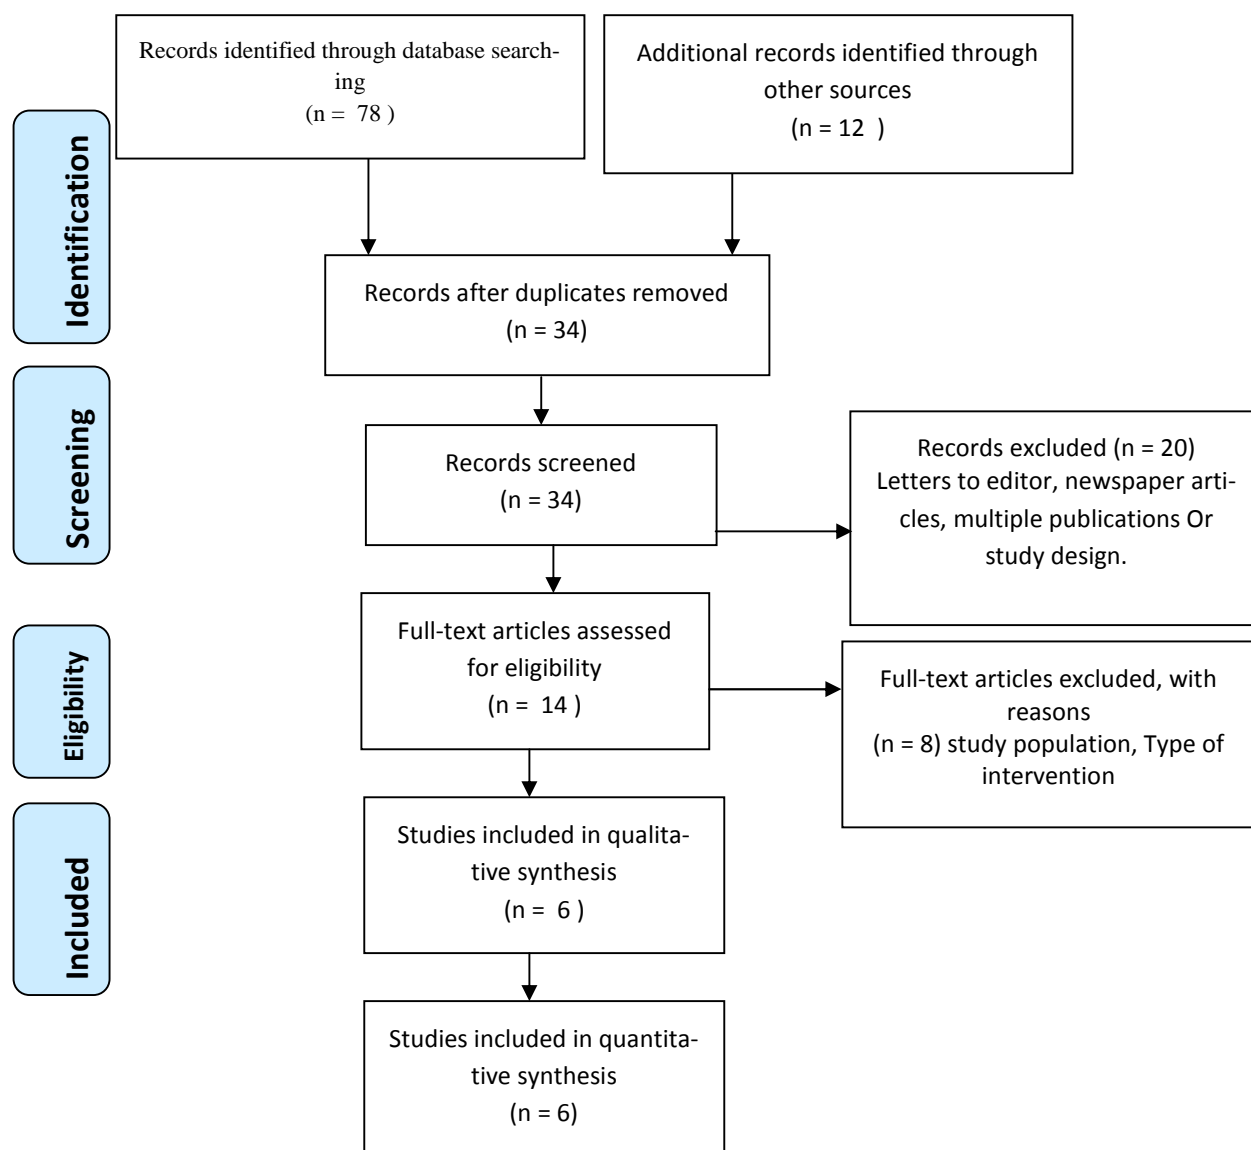 Records identified through database search-
ing
(n = 78 )
Additional records identified through
other sources
(n = 12 )
Identification
Records after duplicates removed
(n = 34)
Screening
Records screened
(n = 34)
Records excluded (n = 20)
Letters to editor, newspaper arti-
cles, multiple publications Or
study design.
Eligibility
Full-text articles assessed
for eligibility
(n = 14 )
Full-text articles excluded, with
reasons
(n = 8) study population, Type of
intervention
Included
Studies included in qualita-
tive synthesis
(n = 6 )
Studies included in quantita-
tive synthesis
(n = 6)